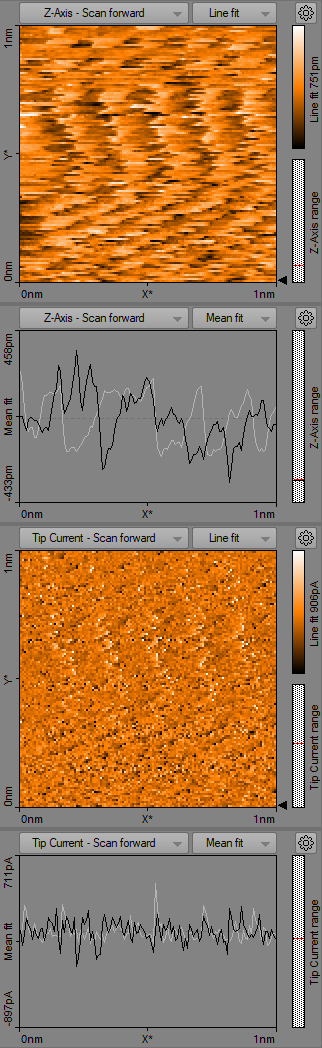 Z-Axis - Scan forward
Line fit
1nm
Y*
0nm
0nm
X*
1nm
Line fit 751pm
Z-Axis range
Z-Axis - Scan forward
Mean fit
458pm
Mean fit
-433pm
0nm
X*
1nm
Z-Axis range
Tip Current - Scan forward
Line fit
1nm
Y*
0nm
0nm
X*
1nm
Line fit 906pA
Tip Current range
Tip Current - Scan forward
Mean fit
711pA
Mean fit
-897pA
0nm
X*
1nm
Tip Current range